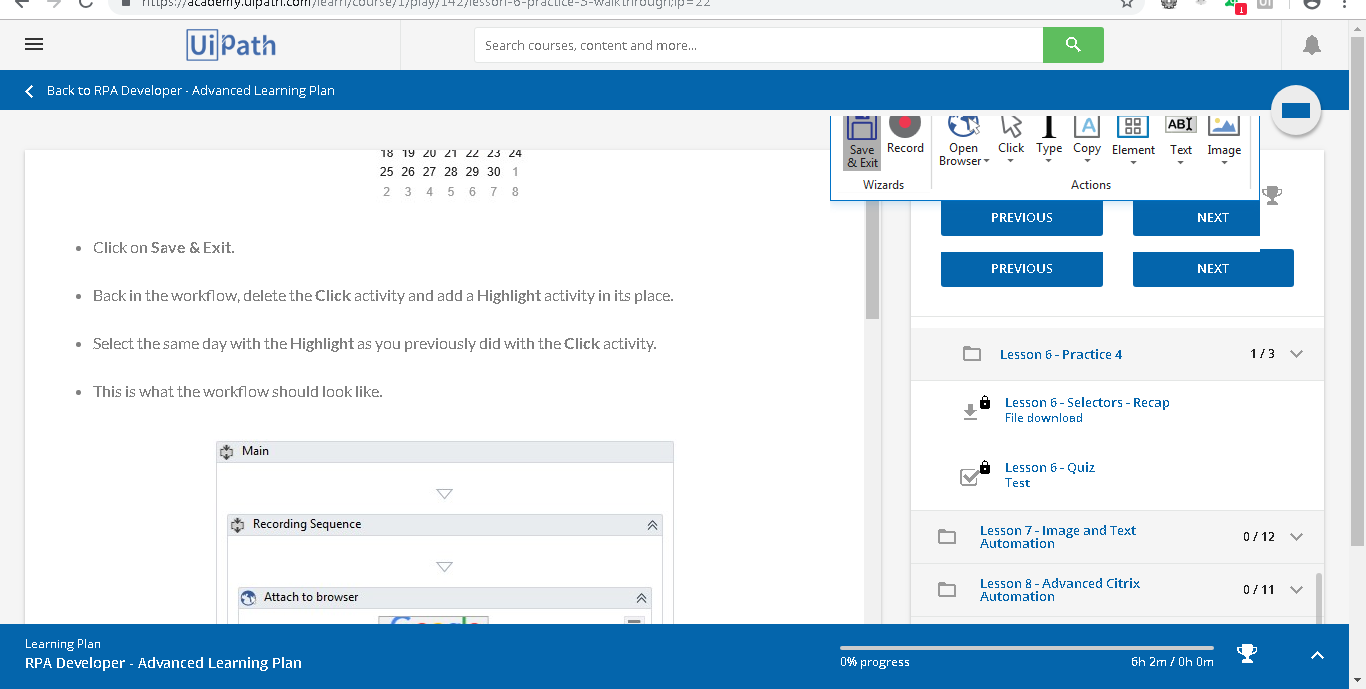 https://academy.uipath.com/learn/course/1/play/142/lesson-6-practice-3-walkthrough;lp=22
1
UiPath
Search courses, content and more...
Back to RPA Developer - Advanced Learning Plan
Save & Exit
Record
Open Browser
Click
Type
Copy
Element
Text
Image
A
ABI
Wizards
Actions
18 19 20 21 22 23 24
25 26 27 28 29 30 1
2 3 4 5 6 7 8
PREVIOUS
NEXT
PREVIOUS
NEXT
• Click on Save & Exit.
• Back in the workflow, delete the Click activity and add a Highlight activity in its place.
• Select the same day with the Highlight as you previously did with the Click activity.
• This is what the workflow should look like.
Main
Recording Sequence
Attach to browser
Google
Lesson 6 - Practice 4 1 / 3
Lesson 6 - Selectors - Recap
File download
Lesson 6 - Quiz
Test
Lesson 7 - Image and Text
Automation
0 / 12
Lesson 8 - Advanced Citrix
Automation
0 / 11
Learning Plan
RPA Developer - Advanced Learning Plan
0% progress
6h 2m / 0h 0m